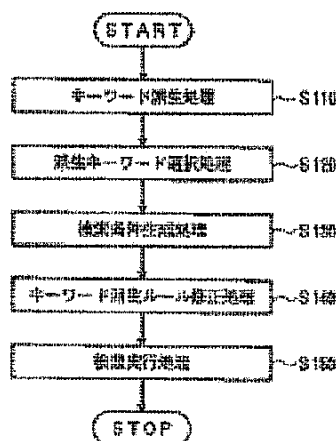 START
キーワード派生処理
S110
派生キーワード選択処理
S120
検索条件生成処理
S130
キーワード派生ルール修正処理
S140
検索実行処理
S150
STOP